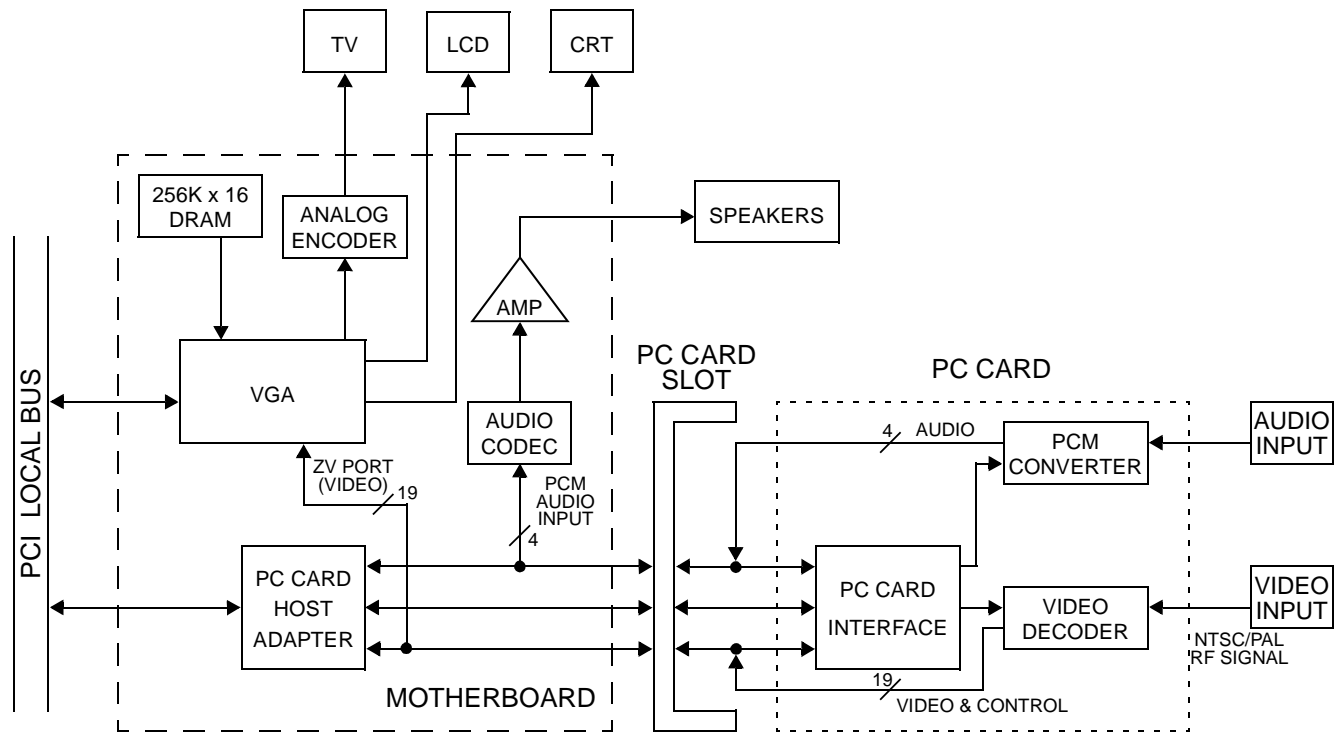 TV
LCD
CRT
256K x 16
DRAM
ANALOG
ENCODER
SPEAKERS
AMP
PCI LOCAL BUS
VGA
PC CARD
SLOT
PC CARD
AUDIO
CODEC
4
AUDIO
PCM
CONVERTER
AUDIO
INPUT
ZV PORT
(VIDEO)
19
PCM
AUDIO
INPUT
4
PC CARD
HOST
ADAPTER
PC CARD
INTERFACE
VIDEO
DECODER
VIDEO
INPUT
NTSC/PAL
RF SIGNAL
19
VIDEO & CONTROL
MOTHERBOARD